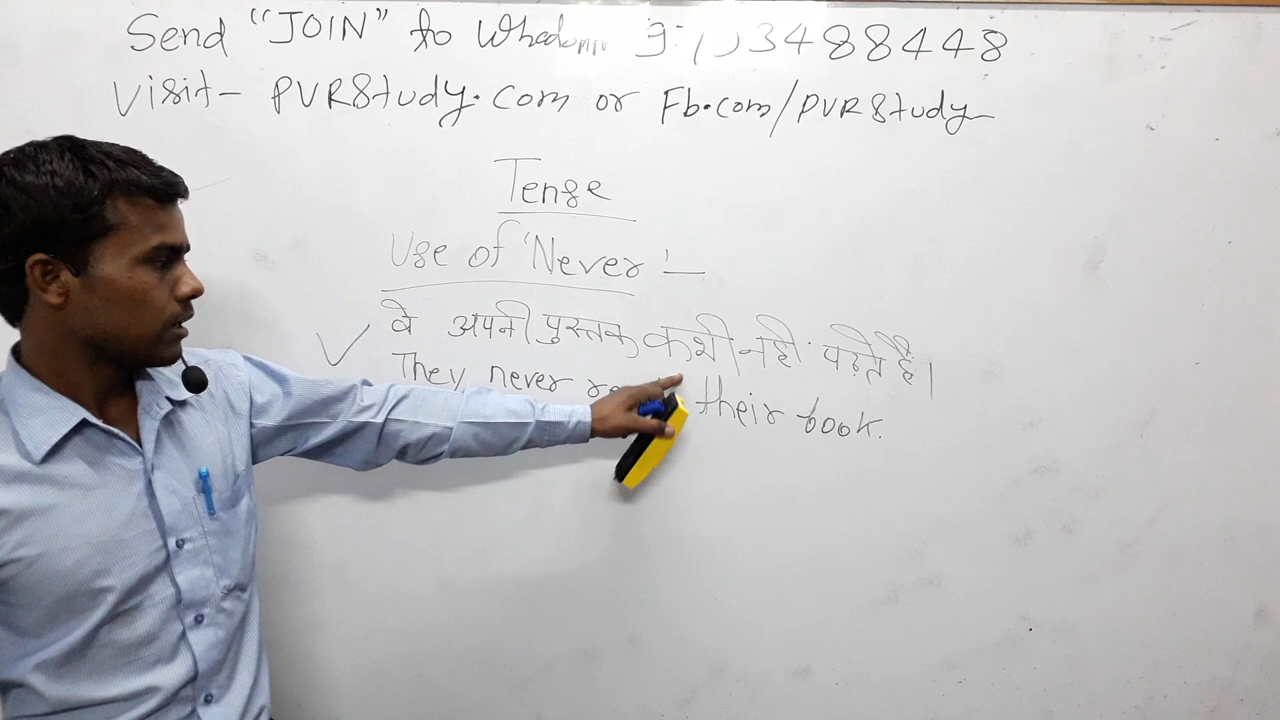 Send "JOIN" to 3488448
Visit- PVRStudy.com or Fb.com/PVRStudy
Tense
Use of 'Never'-
वे अपनी पुस्तक कभी नहीं पढ़ते हैं।
They never their book.